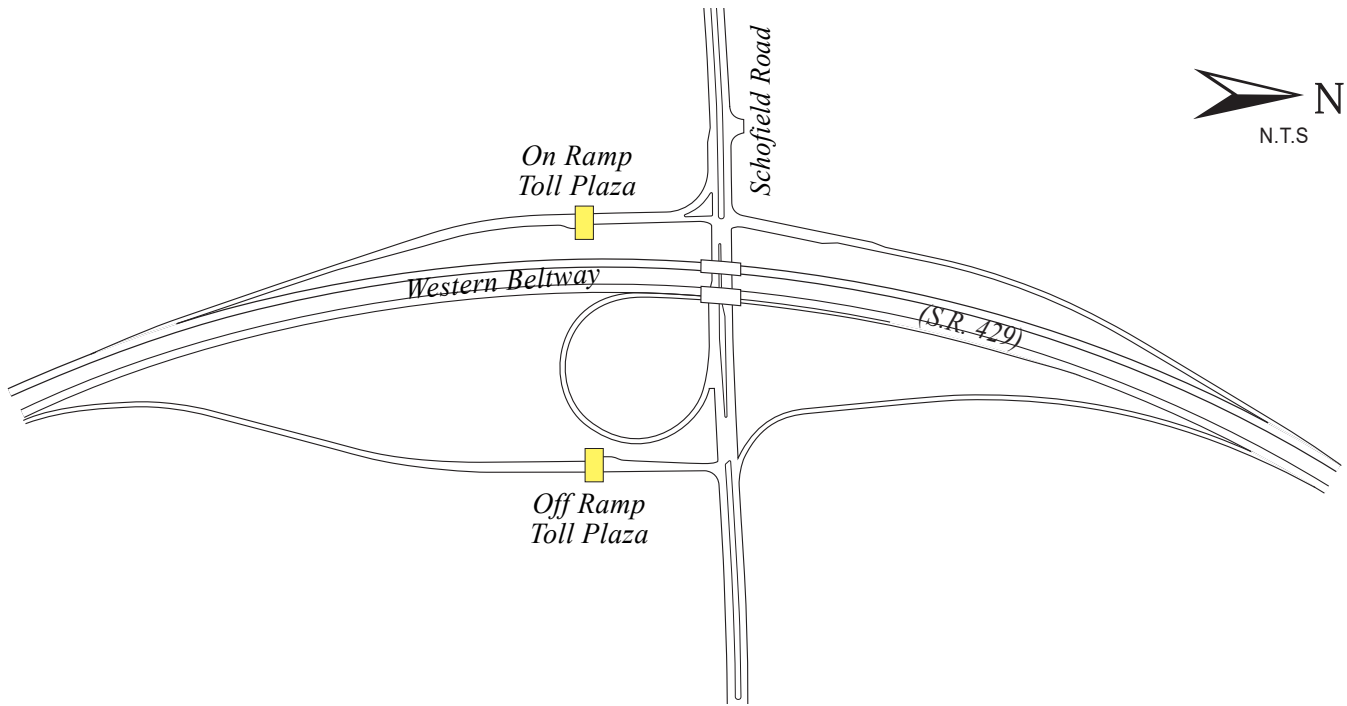 Schofield Road
N
N.T.S
On Ramp
Toll Plaza
Western Beltway
(S.R. 429)
Off Ramp
Toll Plaza